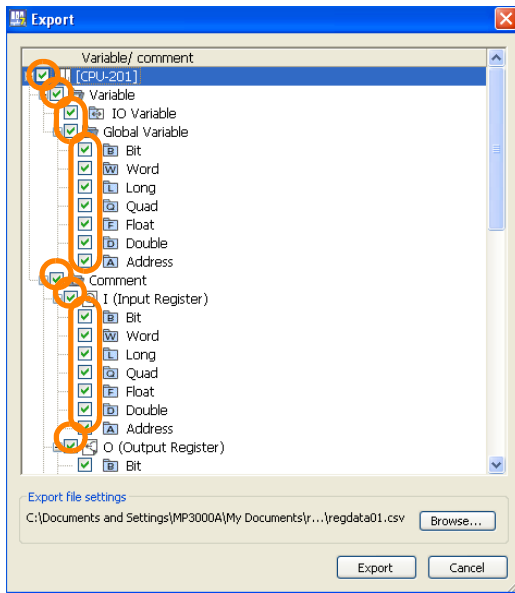 Export
Variable/ comment
[CPU-201]
Variable
IO Variable
Global Variable
B Bit
W Word
L Long
Q Quad
F Float
D Double
A Address
Comment
I (Input Register)
B Bit
W Word
L Long
Q Quad
F Float
D Double
A Address
O (Output Register)
B Bit
Export file settings
C:\Documents and Settings\MP3000A\My Documents\r...\regdata01.csv Browse...
Export Cancel